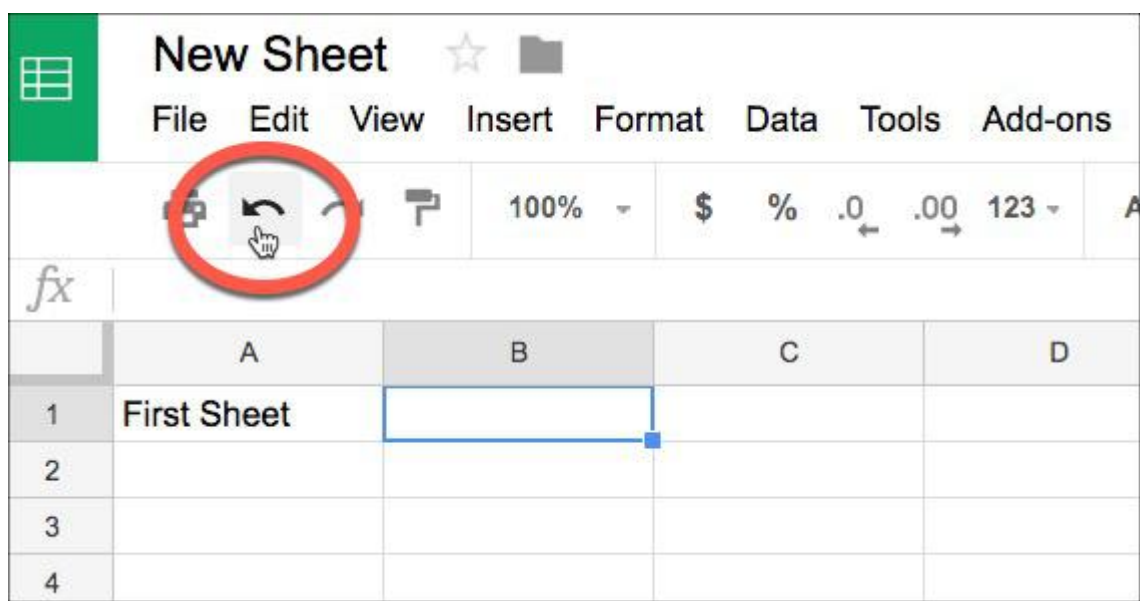 New Sheet
File Edit View Insert Format Data Tools Add-ons
100% $ % .0 .00 123 A
fx
A B C D
1 First Sheet
2
3
4